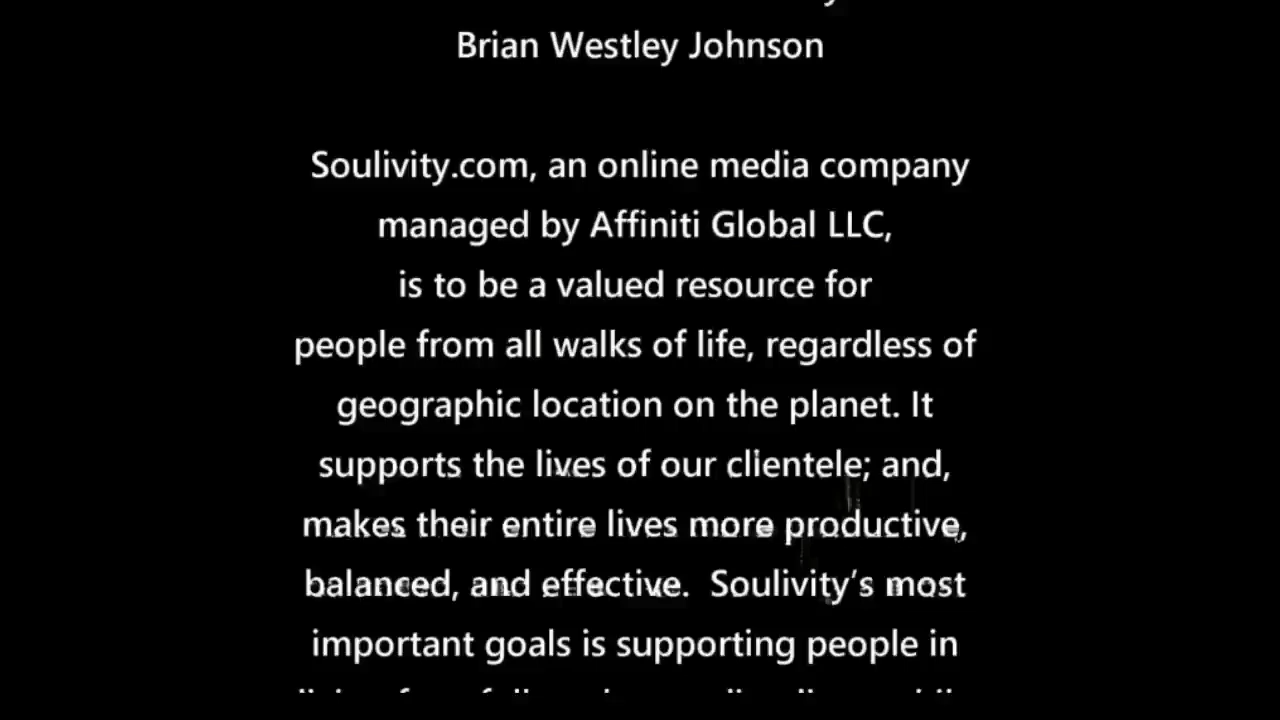 Brian Westley Johnson
Soulivity.com, an online media company
managed by Affiniti Global LLC,
is to be a valued resource for
people from all walks of life, regardless of
geographic location on the planet. It
supports the lives of our clientele; and,
makes their entire lives more productive,
balanced, and effective.  Soulivity’s most
important goals is supporting people in